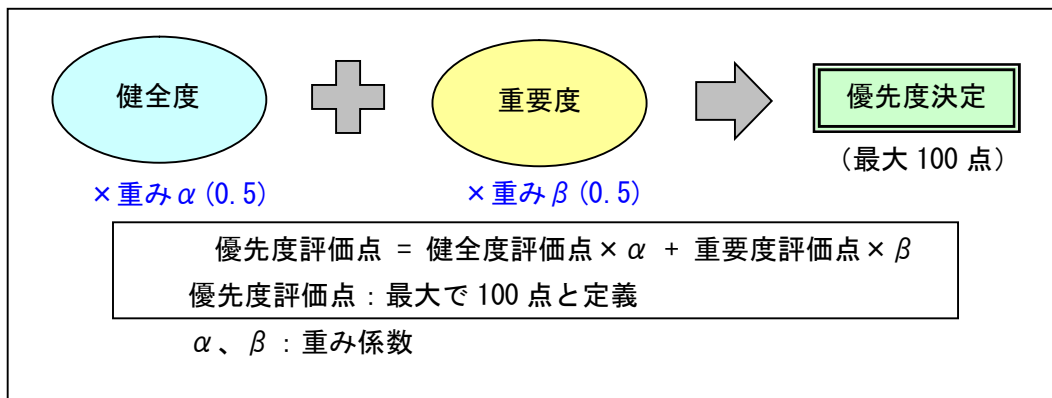 健全度
重要度
優先度決定
(最大 100 点)
×重みα(0.5)
×重みβ(0.5)
優先度評価点 = 健全度評価点×α + 重要度評価点×β
優先度評価点:最大で 100 点と定義
α、β:重み係数